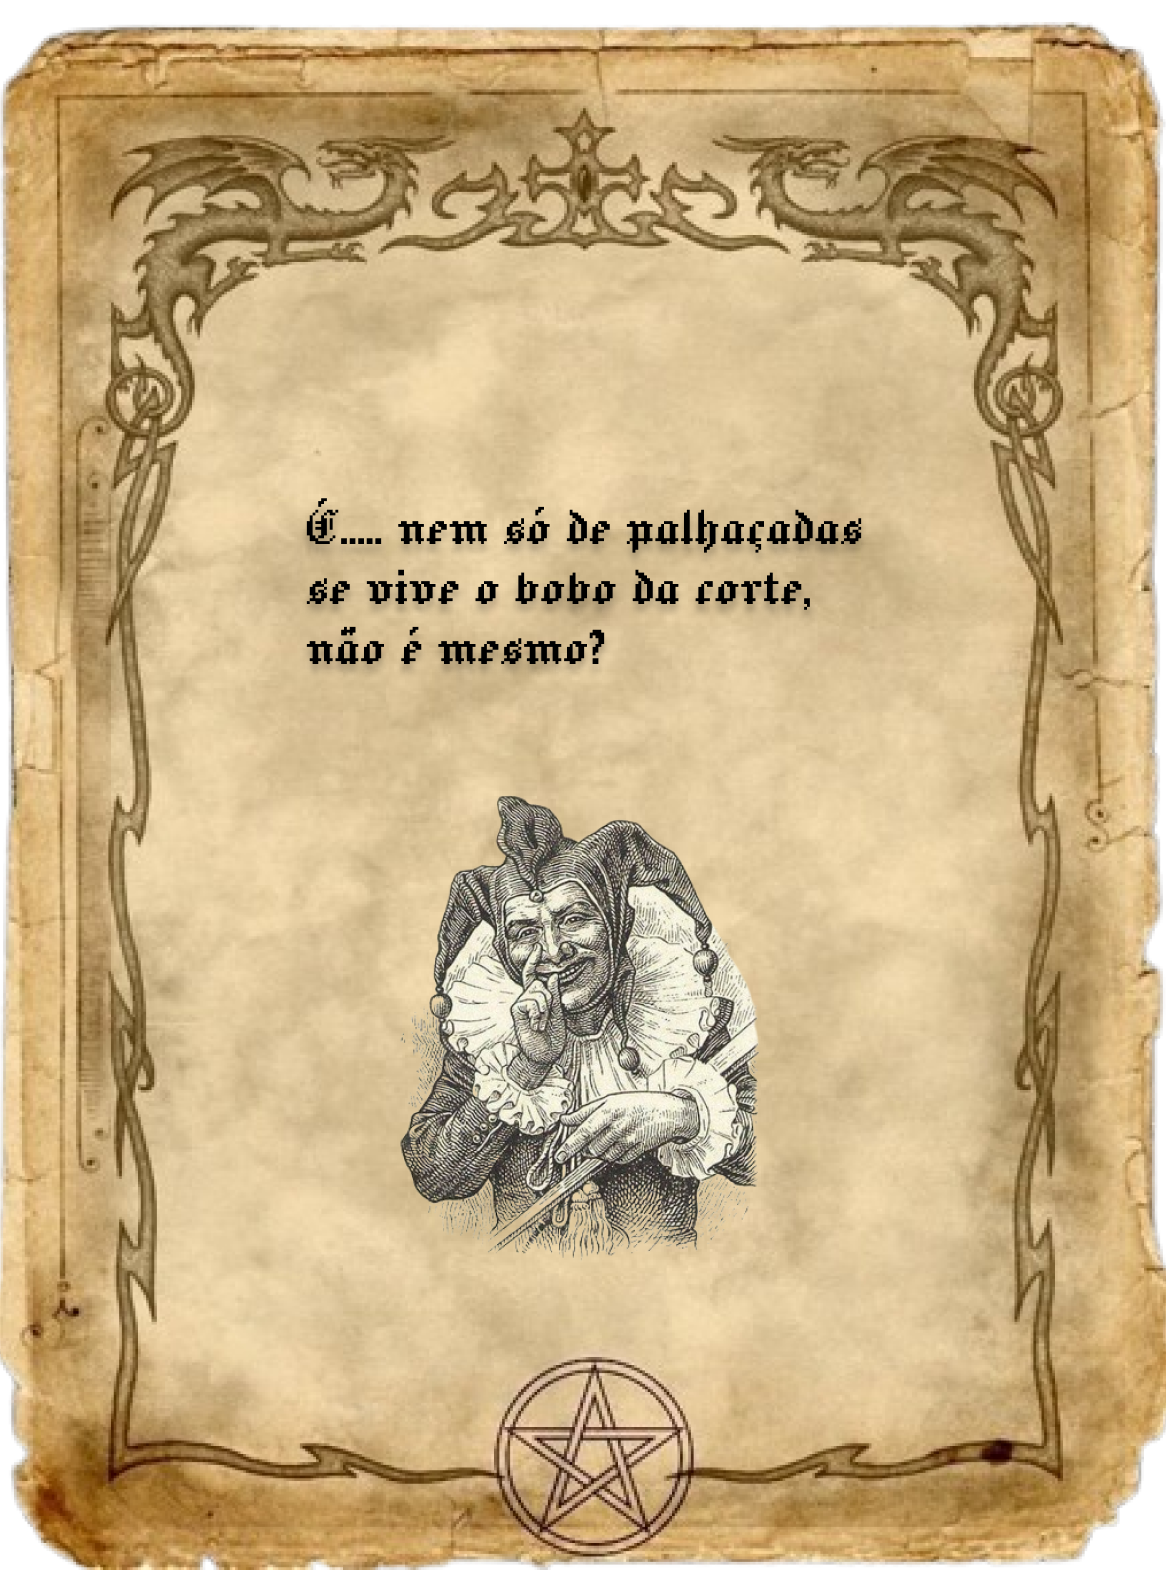 É..... nem só de palhaçadas
se vive o bobo da corte,
não é mesmo?